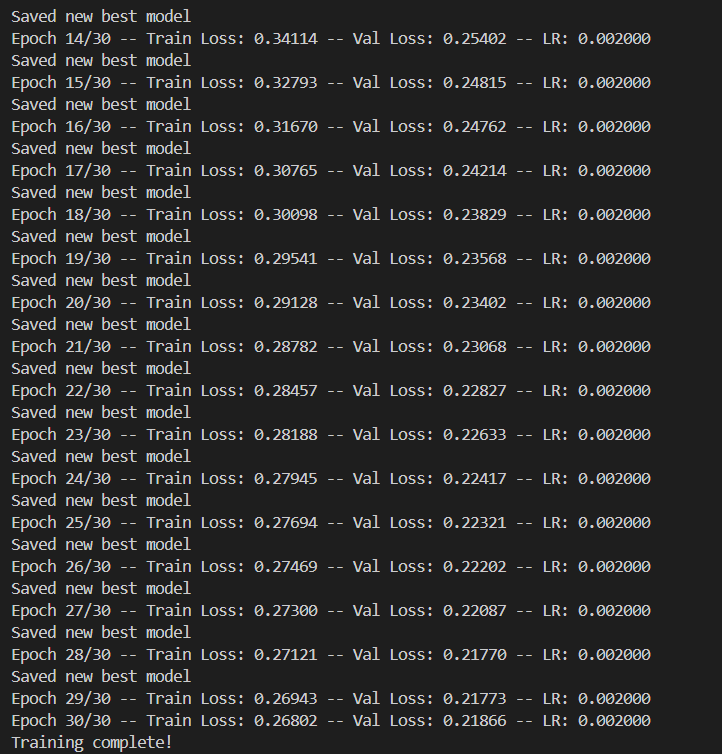 Saved new best model
Epoch 14/30 -- Train Loss: 0.34114 -- Val Loss: 0.25402 -- LR: 0.002000
Saved new best model
Epoch 15/30 -- Train Loss: 0.32793 -- Val Loss: 0.24815 -- LR: 0.002000
Saved new best model
Epoch 16/30 -- Train Loss: 0.31670 -- Val Loss: 0.24762 -- LR: 0.002000
Saved new best model
Epoch 17/30 -- Train Loss: 0.30765 -- Val Loss: 0.24214 -- LR: 0.002000
Saved new best model
Epoch 18/30 -- Train Loss: 0.30098 -- Val Loss: 0.23829 -- LR: 0.002000
Saved new best model
Epoch 19/30 -- Train Loss: 0.29541 -- Val Loss: 0.23568 -- LR: 0.002000
Saved new best model
Epoch 20/30 -- Train Loss: 0.29128 -- Val Loss: 0.23402 -- LR: 0.002000
Saved new best model
Epoch 21/30 -- Train Loss: 0.28782 -- Val Loss: 0.23068 -- LR: 0.002000
Saved new best model
Epoch 22/30 -- Train Loss: 0.28457 -- Val Loss: 0.22827 -- LR: 0.002000
Saved new best model
Epoch 23/30 -- Train Loss: 0.28188 -- Val Loss: 0.22633 -- LR: 0.002000
Saved new best model
Epoch 24/30 -- Train Loss: 0.27945 -- Val Loss: 0.22417 -- LR: 0.002000
Saved new best model
Epoch 25/30 -- Train Loss: 0.27694 -- Val Loss: 0.22321 -- LR: 0.002000
Saved new best model
Epoch 26/30 -- Train Loss: 0.27469 -- Val Loss: 0.22202 -- LR: 0.002000
Saved new best model
Epoch 27/30 -- Train Loss: 0.27300 -- Val Loss: 0.22087 -- LR: 0.002000
Saved new best model
Epoch 28/30 -- Train Loss: 0.27121 -- Val Loss: 0.21770 -- LR: 0.002000
Saved new best model
Epoch 29/30 -- Train Loss: 0.26943 -- Val Loss: 0.21773 -- LR: 0.002000
Epoch 30/30 -- Train Loss: 0.26802 -- Val Loss: 0.21866 -- LR: 0.002000
Training complete!